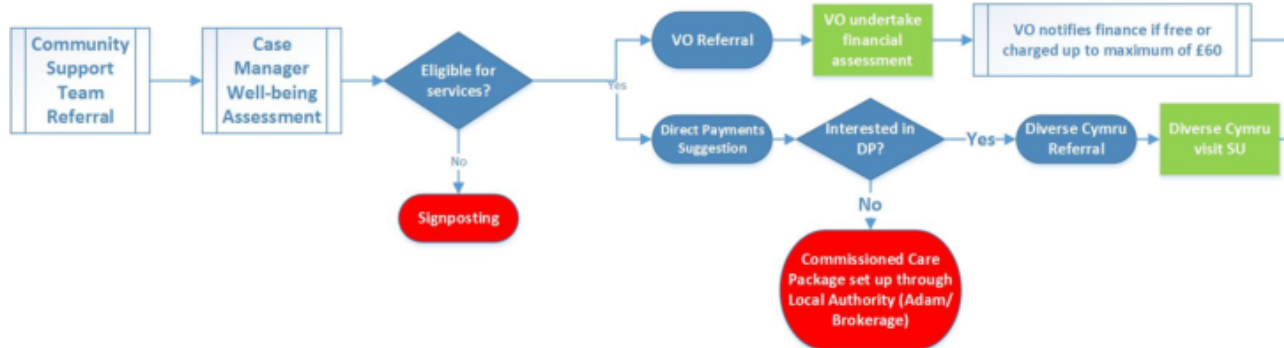 Community
Support
Team
Referral
Case
Manager
Well-being
Assessment
Eligible for
services?
Yes
No
Signposting
VO Referral
VO undertake
financial
assessment
VO notifies finance if free or
charged up to maximum of £60
Direct Payments
Suggestion
Interested in
DP?
Yes
No
Diverse Cymru
Referral
Diverse Cymru
visit SU
Commissioned Care
Package set up through
Local Authority (Adam/
Brokerage)